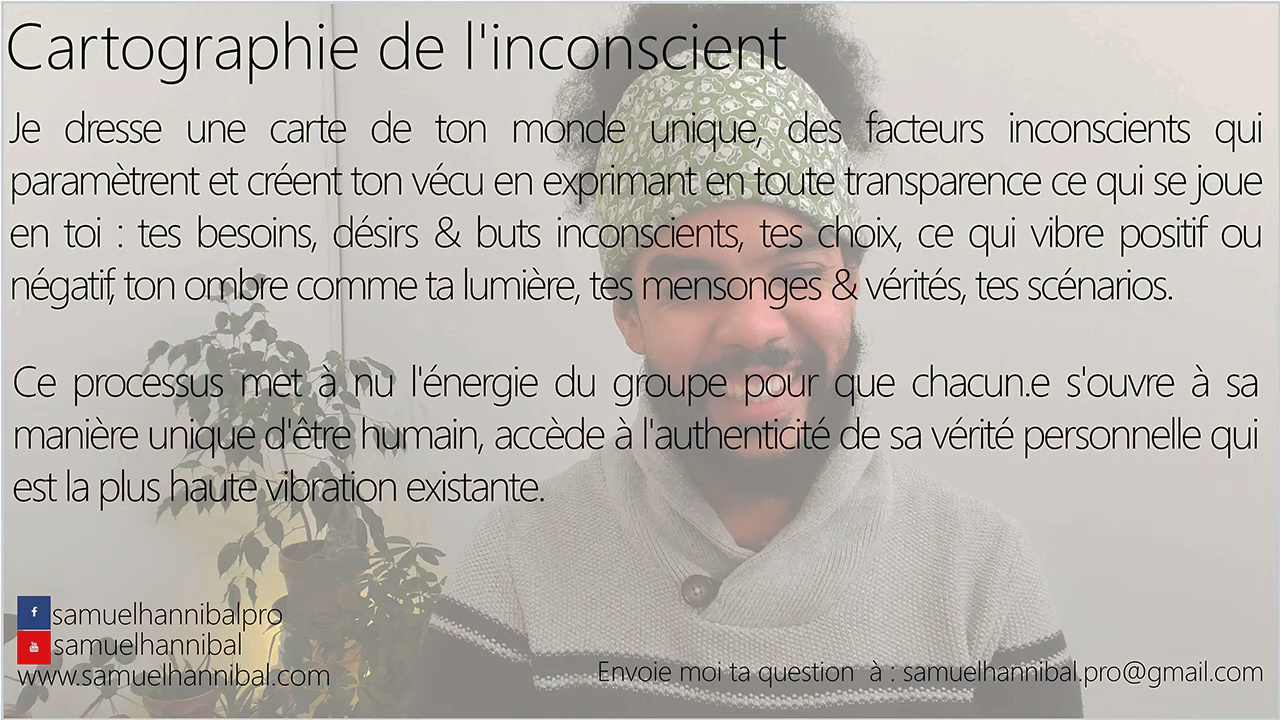 Cartographie de l'inconscient
Je dresse une carte de ton monde unique, des facteurs inconscients qui
paramètrent et créent ton vécu en exprimant en toute transparence ce qui se joue
en toi : tes besoins, désirs & buts inconscients, tes choix, ce qui vibre positif ou
négatif, ton ombre comme ta lumière, tes mensonges & vérités, tes scénarios.
Ce processus met à nu l'énergie du groupe pour que chacun.e s'ouvre à sa
manière unique d'être humain, accède à l'authenticité de sa vérité personnelle qui
est la plus haute vibration existante.
samuelhannibalpro
samuelhannibal
www.samuelhannibal.com
Envoie moi ta question à : samuelhannibal.pro@gmail.com